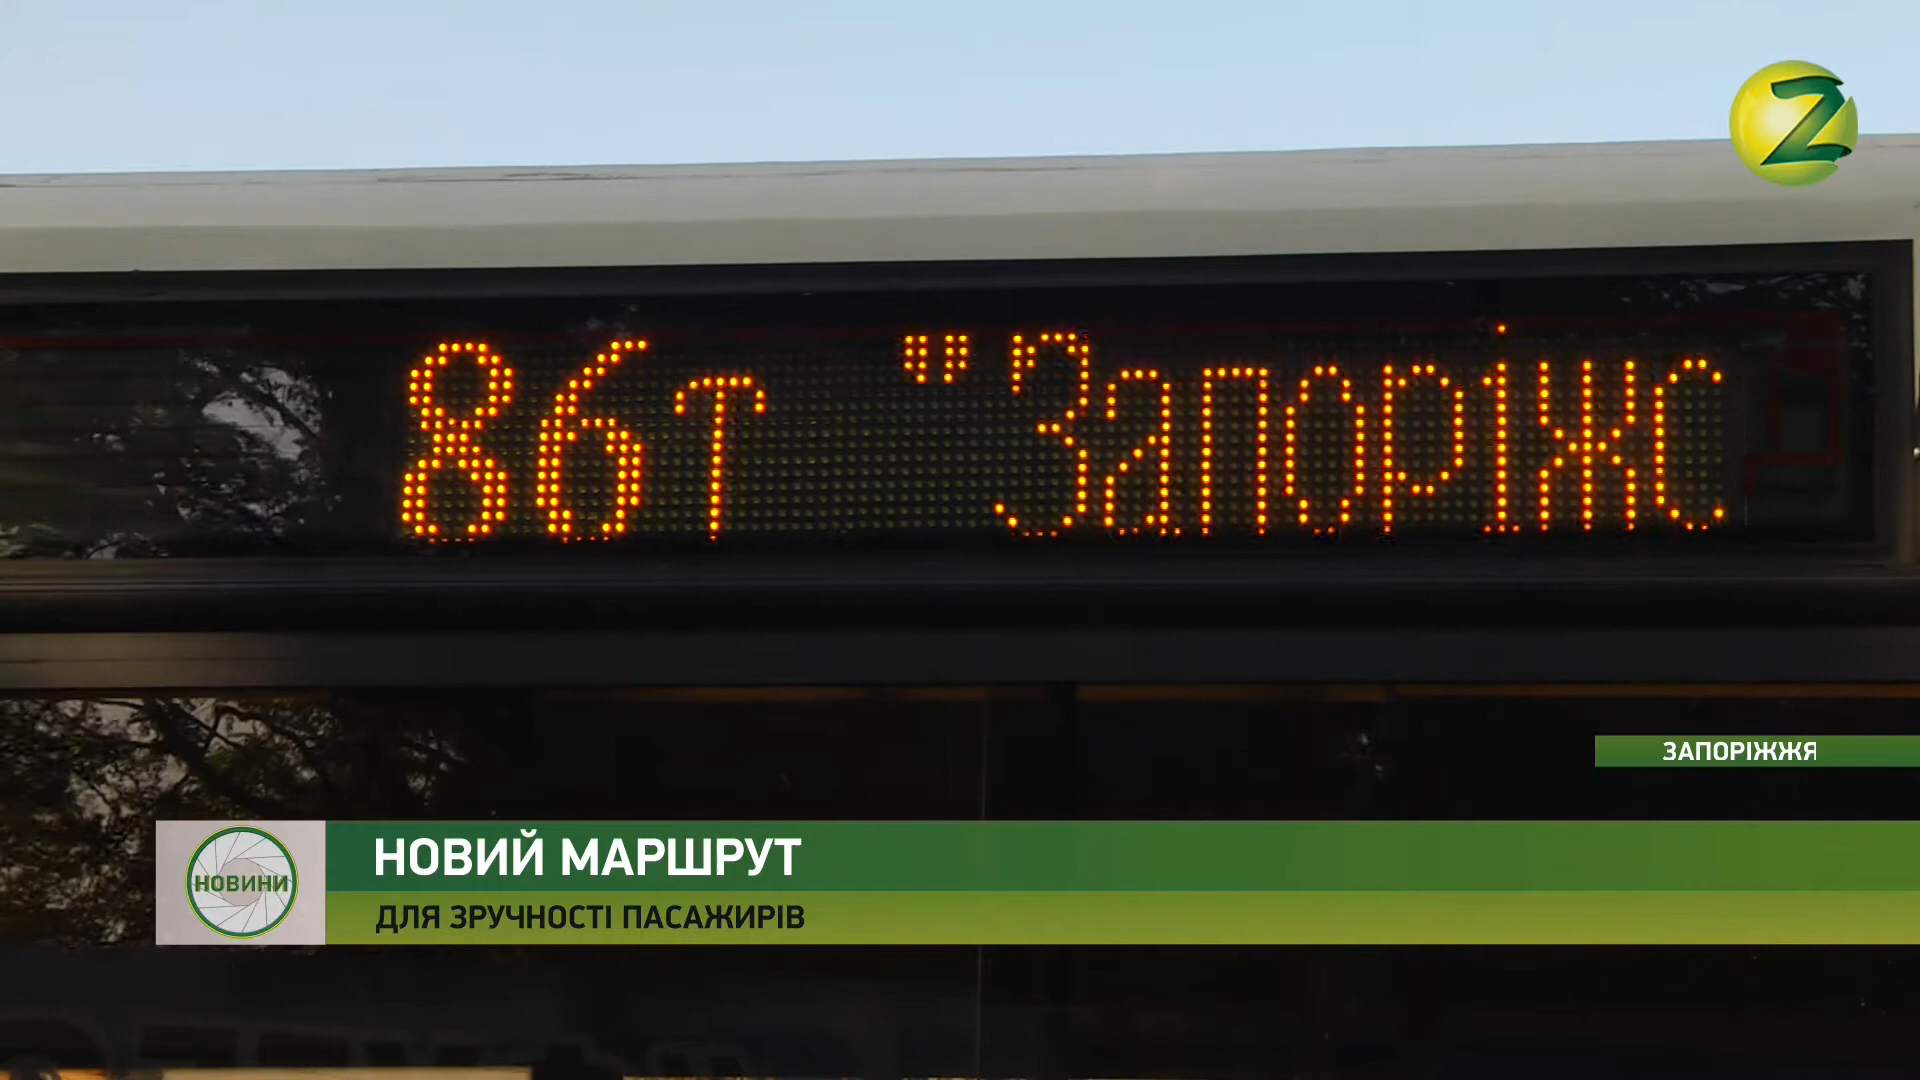 Z
86т "Запоріжс
ЗАПОРІЖЖЯ
НОВИНИ
НОВИЙ МАРШРУТ
ДЛЯ ЗРУЧНОСТІ ПАСАЖИРІВ